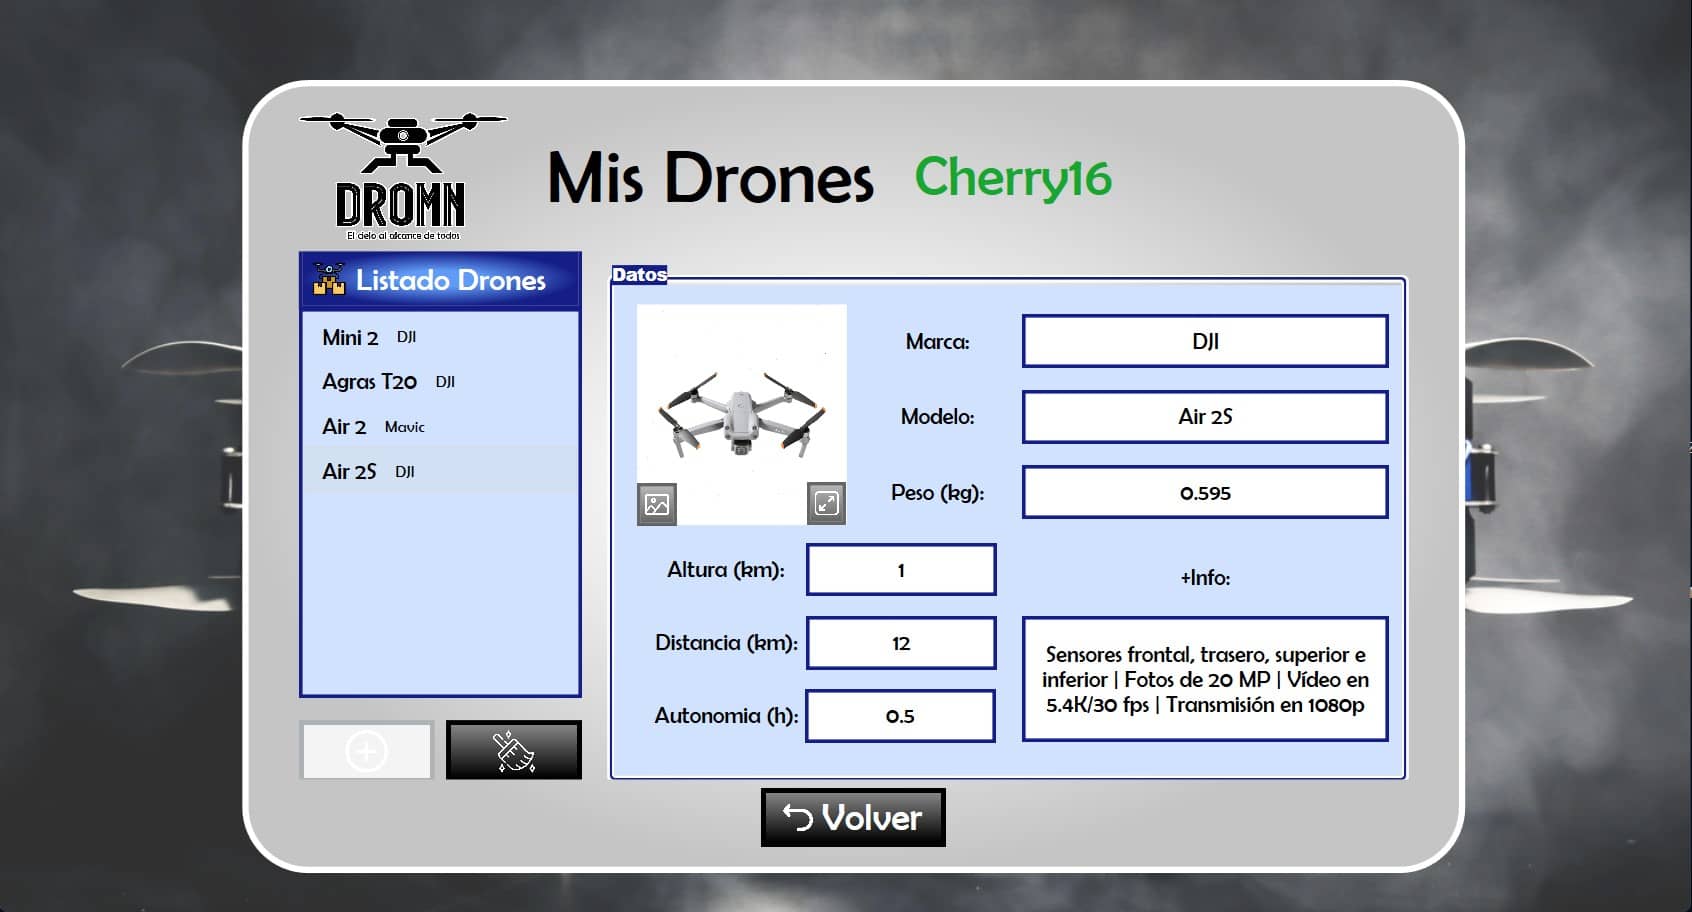 DROMN
El cielo al alcance de todos
Mis Drones Cherry16
Listado Drones
Mini 2 DJI
Agras T20 DJI
Air 2 Mavic
Air 2S DJI
Datos
Marca: DJI
Modelo: Air 2S
Peso (kg): 0.595
Altura (km): 1
Distancia (km): 12
Autonomia (h): 0.5
+Info:
Sensores frontal, trasero, superior e
inferior | Fotos de 20 MP | Vídeo en
5.4K/30 fps | Transmisión en 1080p
Volver